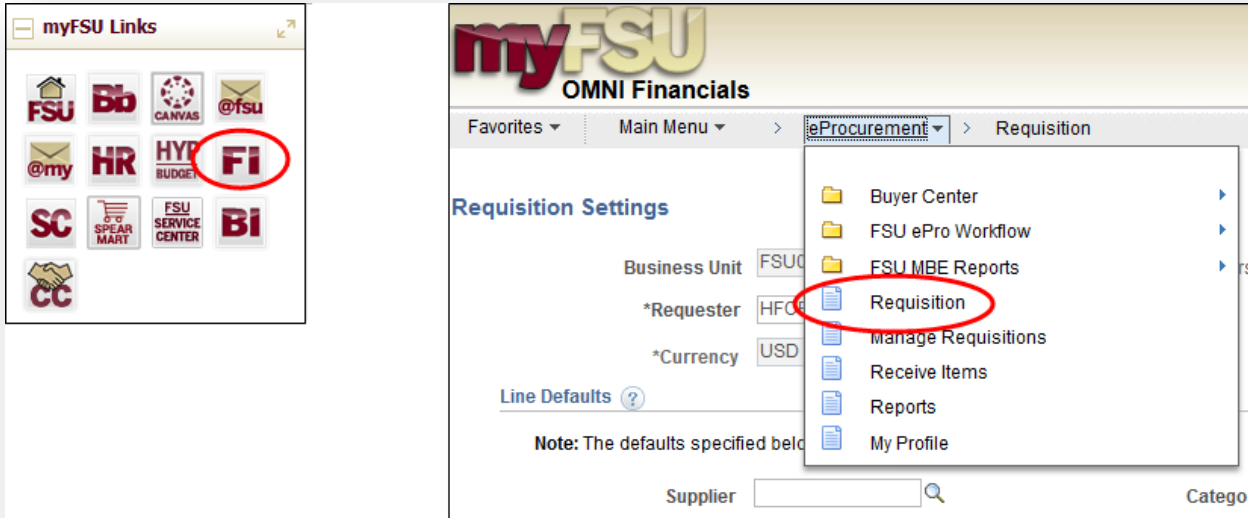 myFSU Links
FSU Bb CANVAS @fsu
@my HR HYP BUDGET FI
SC SPEAR MART FSU SERVICE CENTER BI
CC
myFSU
OMNI Financials
Favorites Main Menu > eProcurement > Requisition
Buyer Center
FSU ePro Workflow
FSU MBE Reports
Requisition
Manage Requisitions
Receive Items
Reports
My Profile
Requisition Settings
Business Unit FSU0
*Requester
*Currency USD
Line Defaults ?
Note: The defaults specified
Supplier